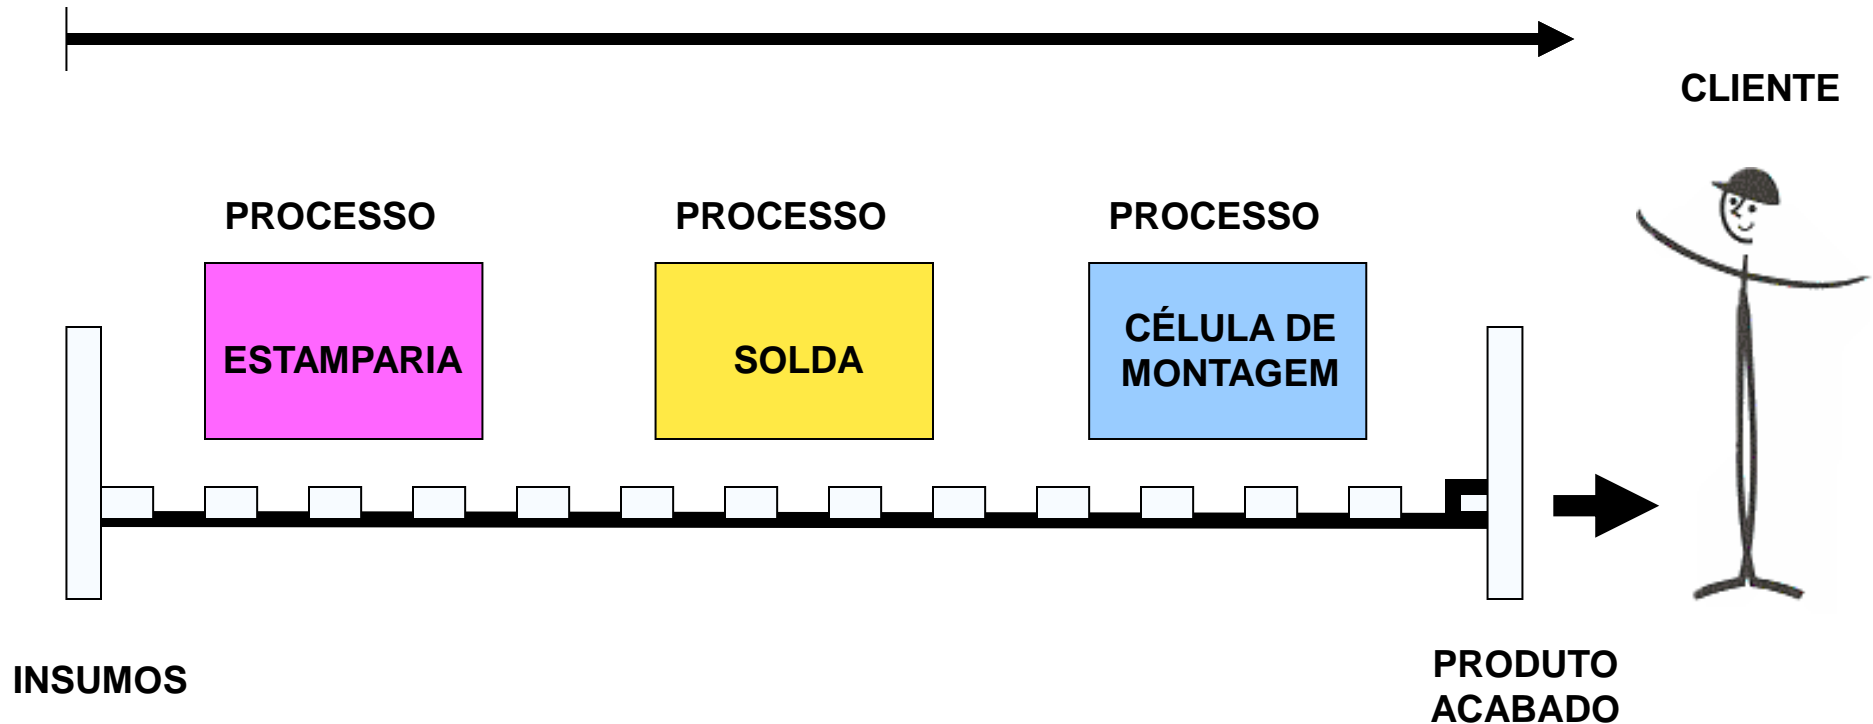 CLIENTE
PROCESSO
PROCESSO
PROCESSO
ESTAMPARIA
SOLDA
CÉLULA DE
MONTAGEM
INSUMOS
PRODUTO
ACABADO